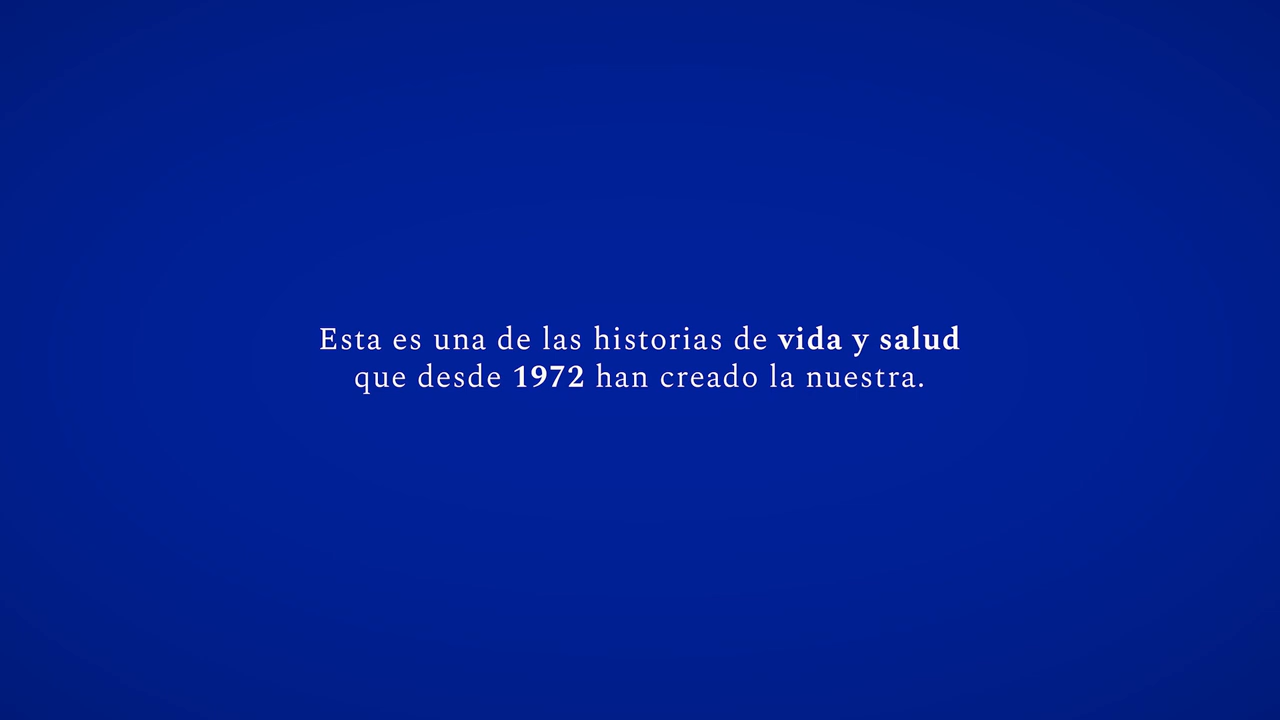 Esta es una de las historias de vida y salud
que desde 1972 han creado la nuestra.